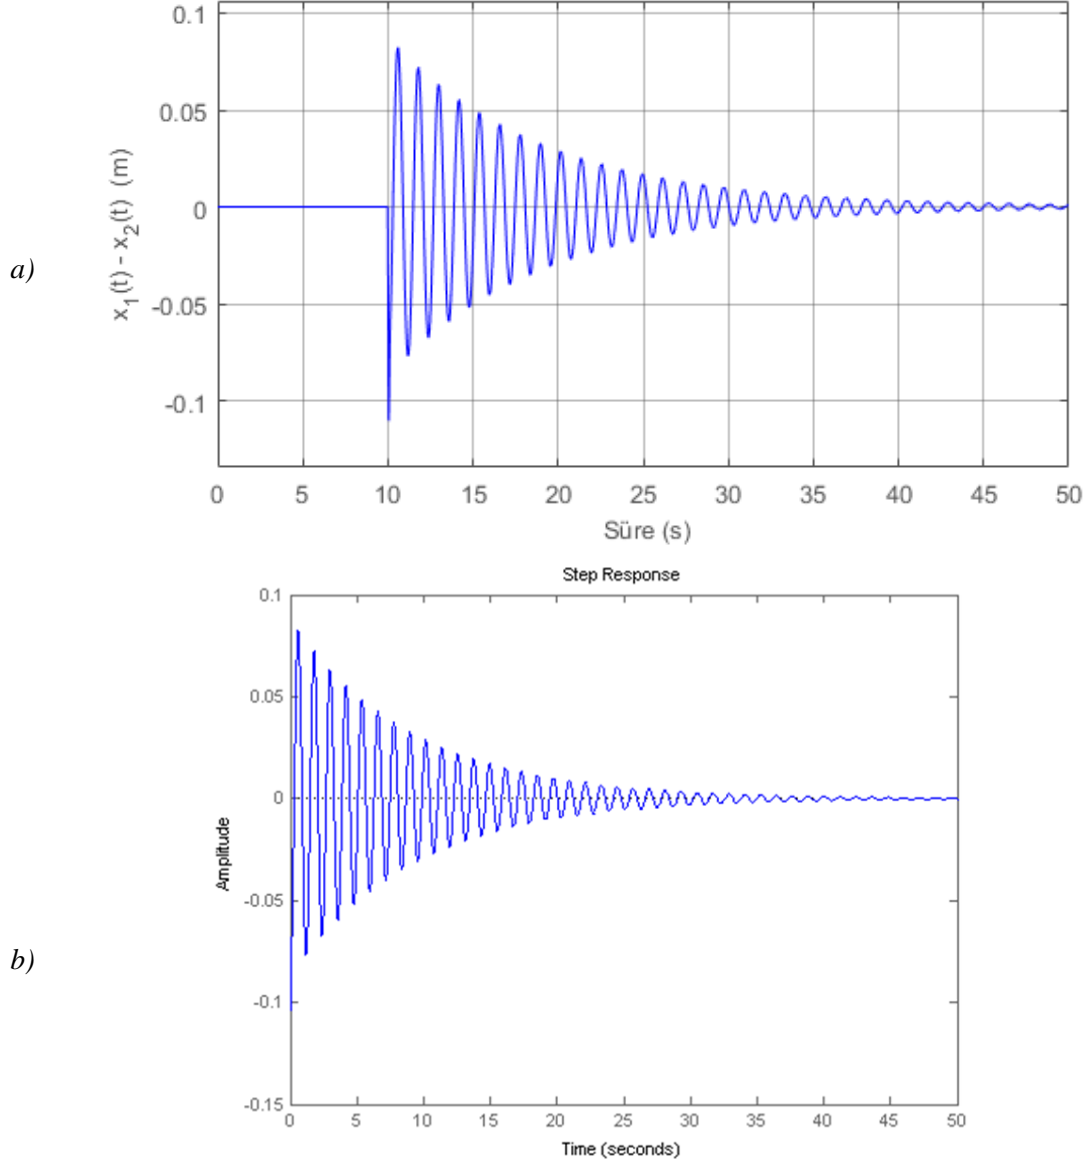 a)
x1(t) - x2(t) (m)
0.1
0.05
0
-0.05
-0.1
0 5 10 15 20 25 30 35 40 45 50
Süre (s)
b)
Step Response
Amplitude
0.1
0.05
0
-0.05
-0.1
-0.15
0 5 10 15 20 25 30 35 40 45 50
Time (seconds)